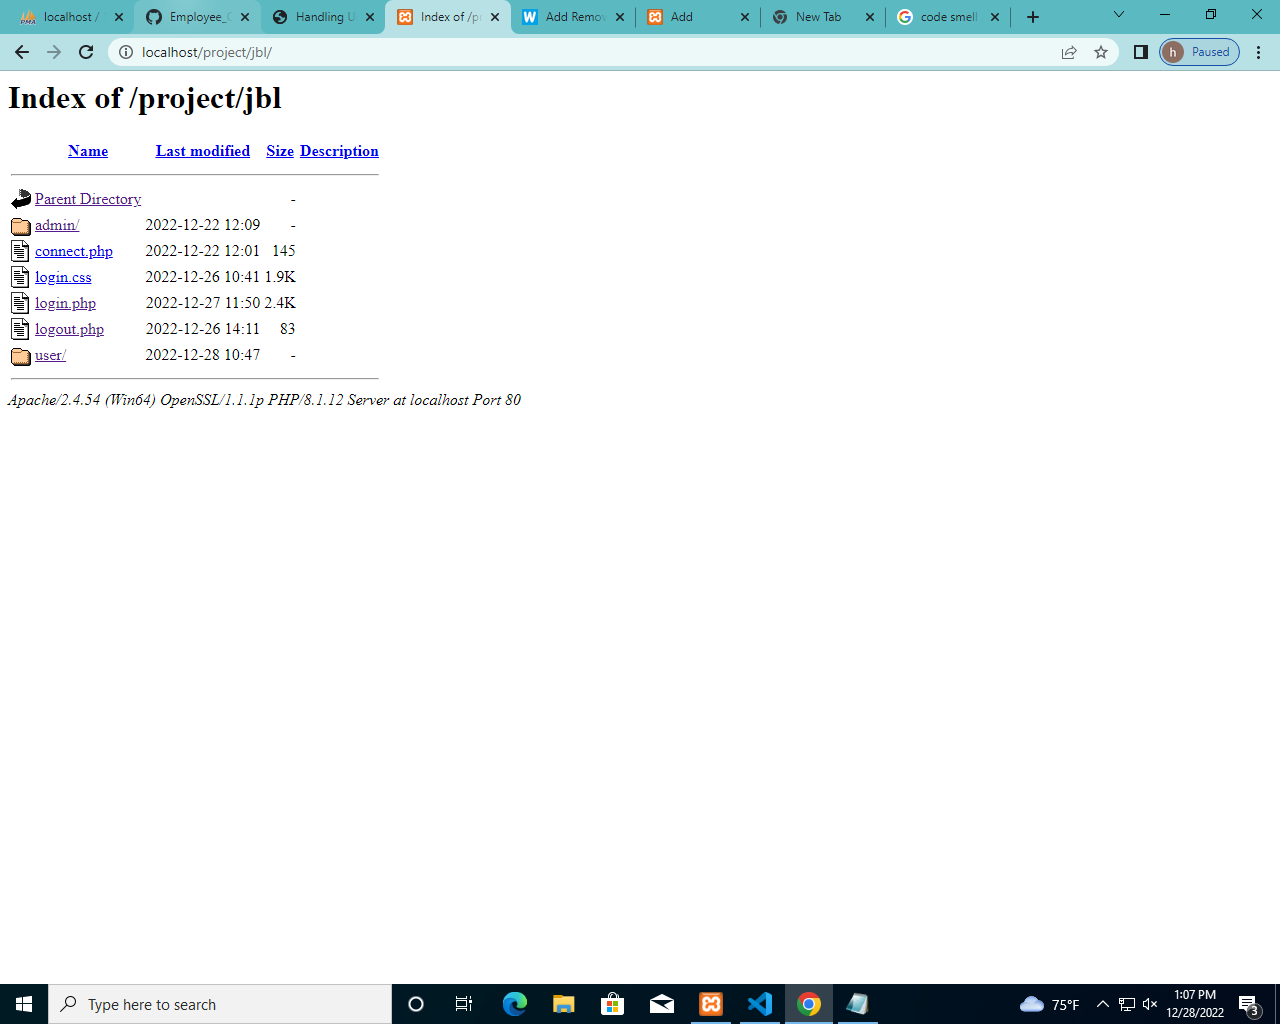 localhost /
Employee_
Handling U
Index of /p
Add Remov
Add
New Tab
code smell
localhost/project/jbl/
h
Paused
Index of /project/jbl
Name Last modified Size Description
Parent Directory -
admin/ 2022-12-22 12:09 -
connect.php 2022-12-22 12:01 145
login.css 2022-12-26 10:41 1.9K
login.php 2022-12-27 11:50 2.4K
logout.php 2022-12-26 14:11 83
user/ 2022-12-28 10:47 -
Apache/2.4.54 (Win64) OpenSSL/1.1.1p PHP/8.1.12 Server at localhost Port 80
Type here to search
75°F
1:07 PM
12/28/2022
3